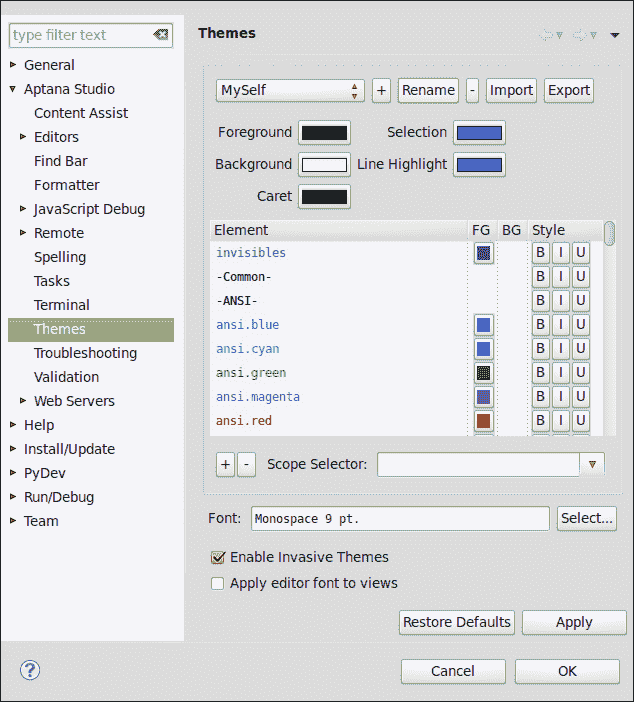 type filter text
General
Aptana Studio
Content Assist
Editors
Find Bar
Formatter
JavaScript Debug
Remote
Spelling
Tasks
Terminal
Themes
Troubleshooting
Validation
Web Servers
Help
Install/Update
PyDev
Run/Debug
Team
Themes
MySelf + Rename - Import Export
Foreground Selection
Background Line Highlight
Caret
Element FG BG Style
invisibles B I U
-Common- B I U
-ANSI- B I U
ansi.blue B I U
ansi.cyan B I U
ansi.green B I U
ansi.magenta B I U
ansi.red B I U
+ - Scope Selector:
Font: Monospace 9 pt. Select...
Enable Invasive Themes
Apply editor font to views
Restore Defaults Apply
? Cancel OK